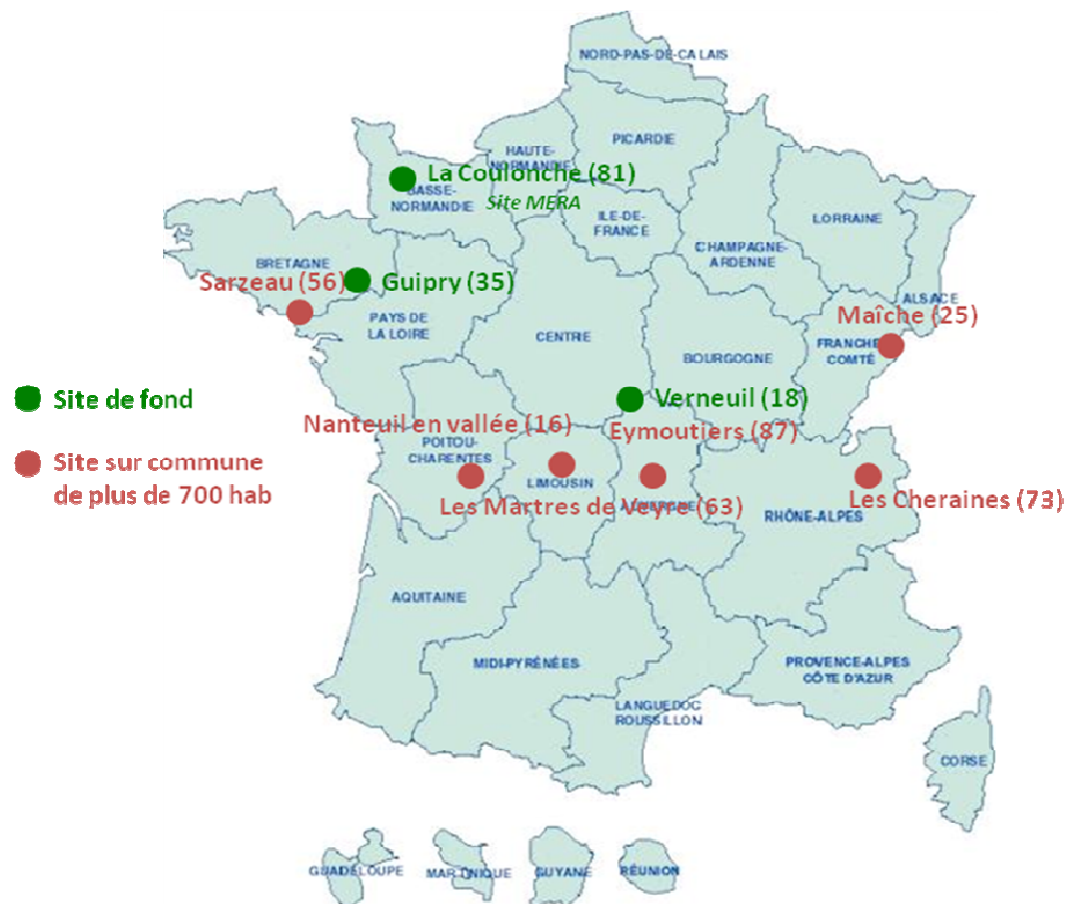 NORD-PAS-DE-CALAIS
PICARDIE
HAUTE-
NORMANDIE
La Coulonche (81)
Site MERA
BASSE-
NORMANDIE
ILE-DE-
FRANCE
LORRAINE
CHAMPAGNE-
ARDENNE
BRETAGNE
Sarzeau (56)
Guipry (35)
ALSACE
Maîche (25)
PAYS DE
LA LOIRE
CENTRE
BOURGOGNE
FRANCHE
COMTÉ
Site de fond
Verneuil (18)
Nanteuil en vallée (16)
Eymoutiers (87)
POITOU-
CHARENTES
Site sur commune
de plus de 700 hab
LIMOUSIN
Les Martres de Veyre (63)
AUVERGNE
Les Cheraines (73)
RHÔNE-ALPES
AQUITAINE
MIDI-PYRÉNÉES
PROVENCE-ALPES
CÔTE D'AZUR
LANGUEDOC
ROUSSILLON
CORSE
GUADELOUPE
MARTINIQUE
GUYANE
RÉUNION